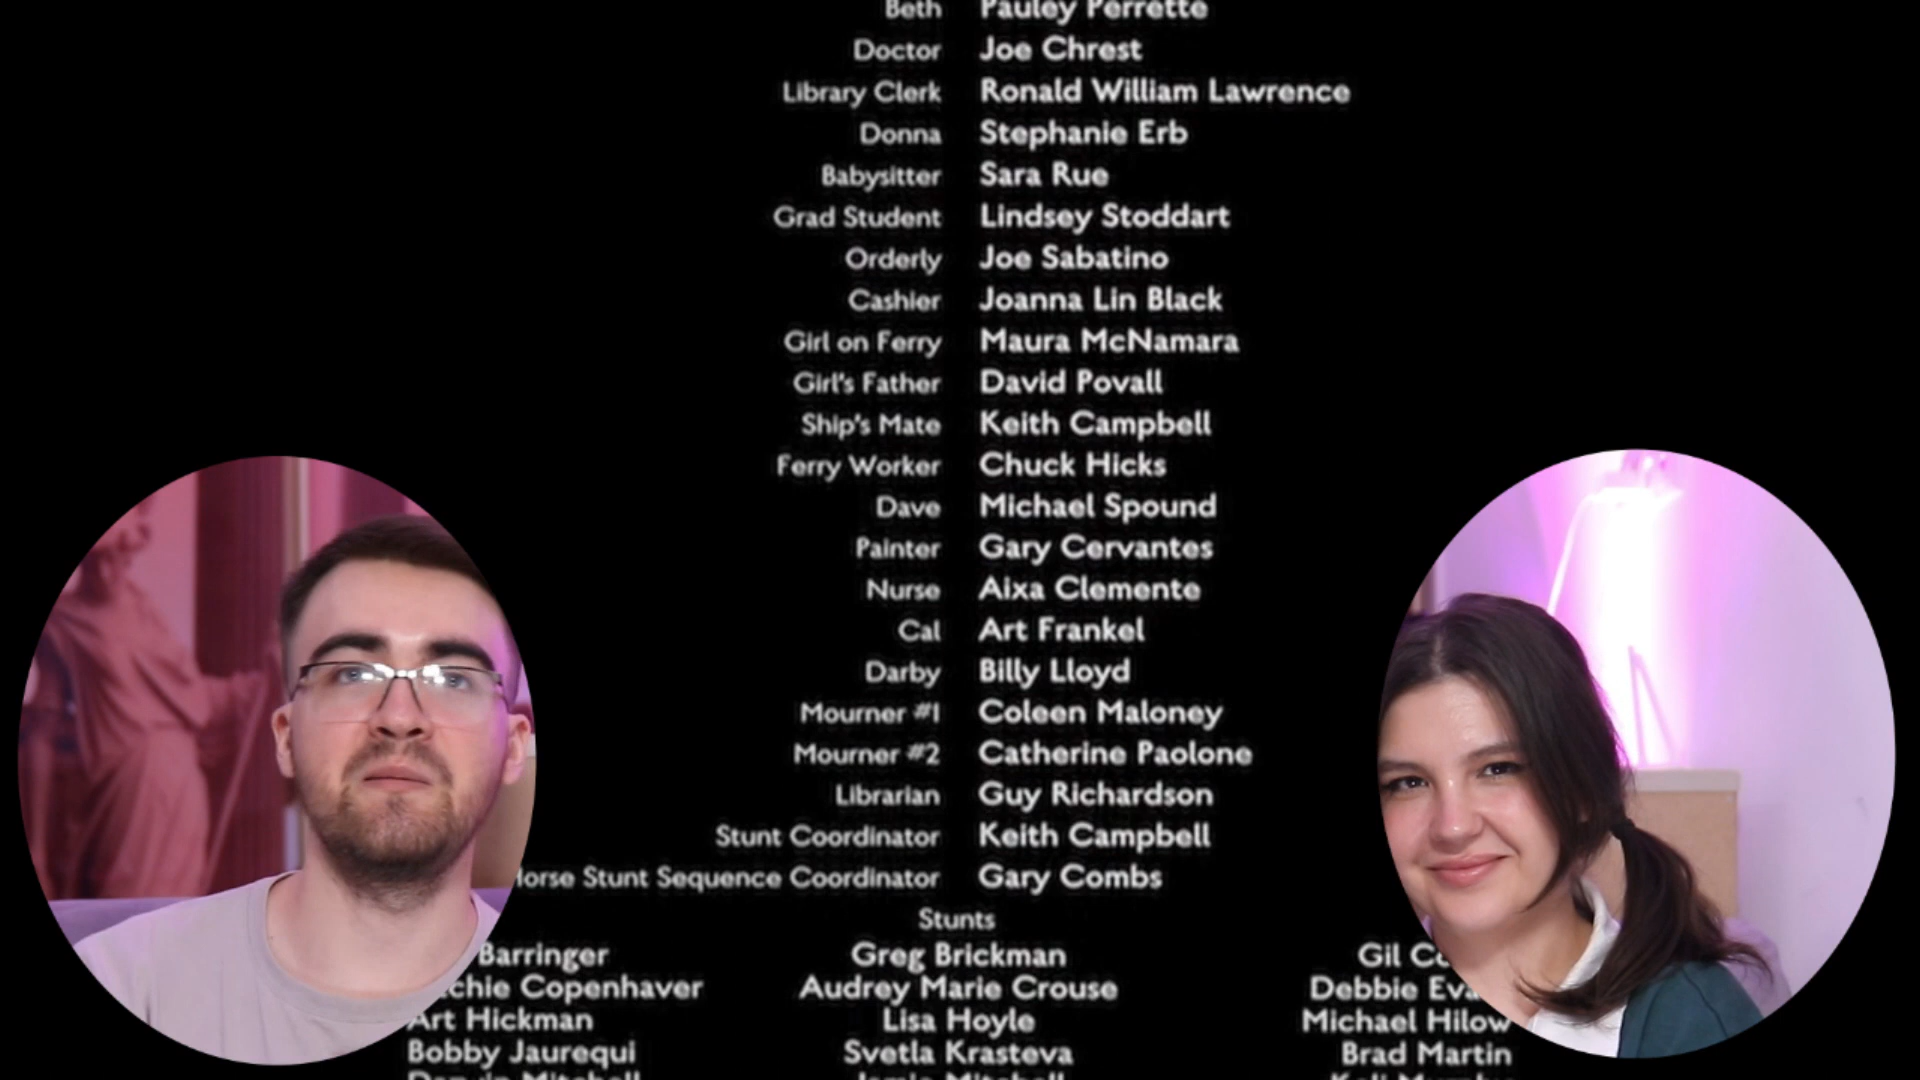 Beth Pauley Perrette
Doctor Joe Chrest
Library Clerk Ronald William Lawrence
Donna Stephanie Erb
Babysitter Sara Rue
Grad Student Lindsey Stoddart
Orderly Joe Sabatino
Cashier Joanna Lin Black
Girl on Ferry Maura McNamara
Girl's Father David Povall
Ship's Mate Keith Campbell
Ferry Worker Chuck Hicks
Dave Michael Spound
Painter Gary Cervantes
Nurse Aixa Clemente
Cal Art Frankel
Darby Billy Lloyd
Mourner #1 Coleen Maloney
Mourner #2 Catherine Paolone
Librarian Guy Richardson
Stunt Coordinator Keith Campbell
Stunt Sequence Coordinator Gary Combs
Stunts
Barringer Greg Brickman Gil
Copenhaver Audrey Marie Crouse Debbie
Art Hickman Lisa Hoyle Michael Hilow
Bobby Jaurequi Svetla Krasteva Brad Martin